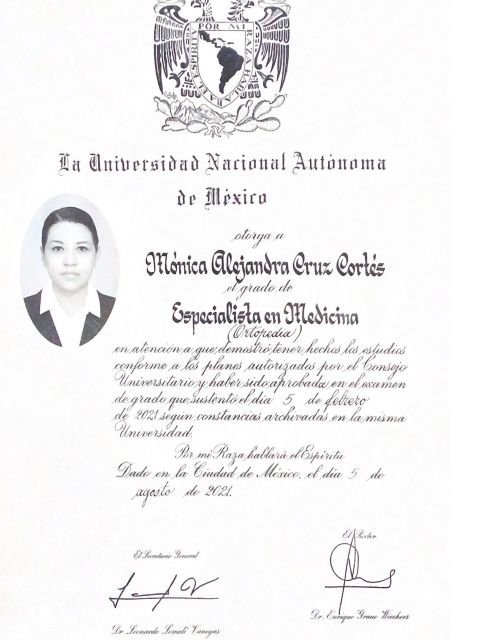 POR MI RAZA HABLARÁ EL ESPÍRITU
La Universidad Nacional Autónoma
de México
otorga a
Mónica Alejandra Cruz Cortés
el grado de
Especialista en Medicina
(Ortopedia)
en atención a que demostró tener hechos los estudios
conforme a los planes autorizados por el Consejo
Universitario y haber sido aprobada en el examen
de grado que sustentó el día 5 de febrero
de 2021 según constancias archivadas en la misma
Universidad.
Por mi Raza hablará el Espíritu
Dado en la Ciudad de México, el día 5 de
agosto de 2021.
El Secretario General
El Rector
Dr. Leonardo Lomelí Vanegas
Dr. Enrique Graue Wiechers